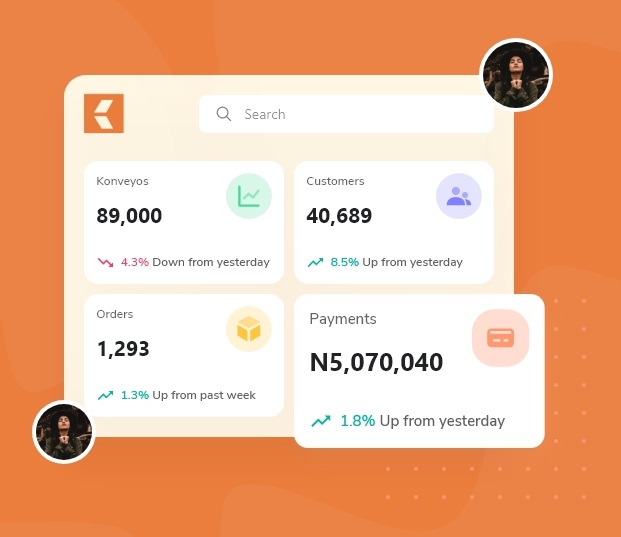 Search
Konveyos
89,000
4.3% Down from yesterday
Customers
40,689
8.5% Up from yesterday
Orders
1,293
1.3% Up from past week
Payments
N5,070,040
1.8% Up from yesterday